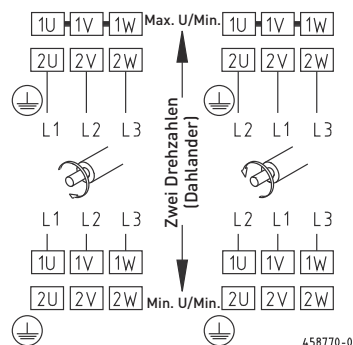 1U 1V 1W Max. U/Min. 1U 1V 1W
2U 2V 2W 2U 2V 2W
L1 L2 L3 L2 L1 L3
Zwei Drehzahlen
(Dahlander)
L1 L2 L3 L2 L1 L3
1U 1V 1W 1U 1V 1W
2U 2V 2W Min. U/Min. 2U 2V 2W
458770-0